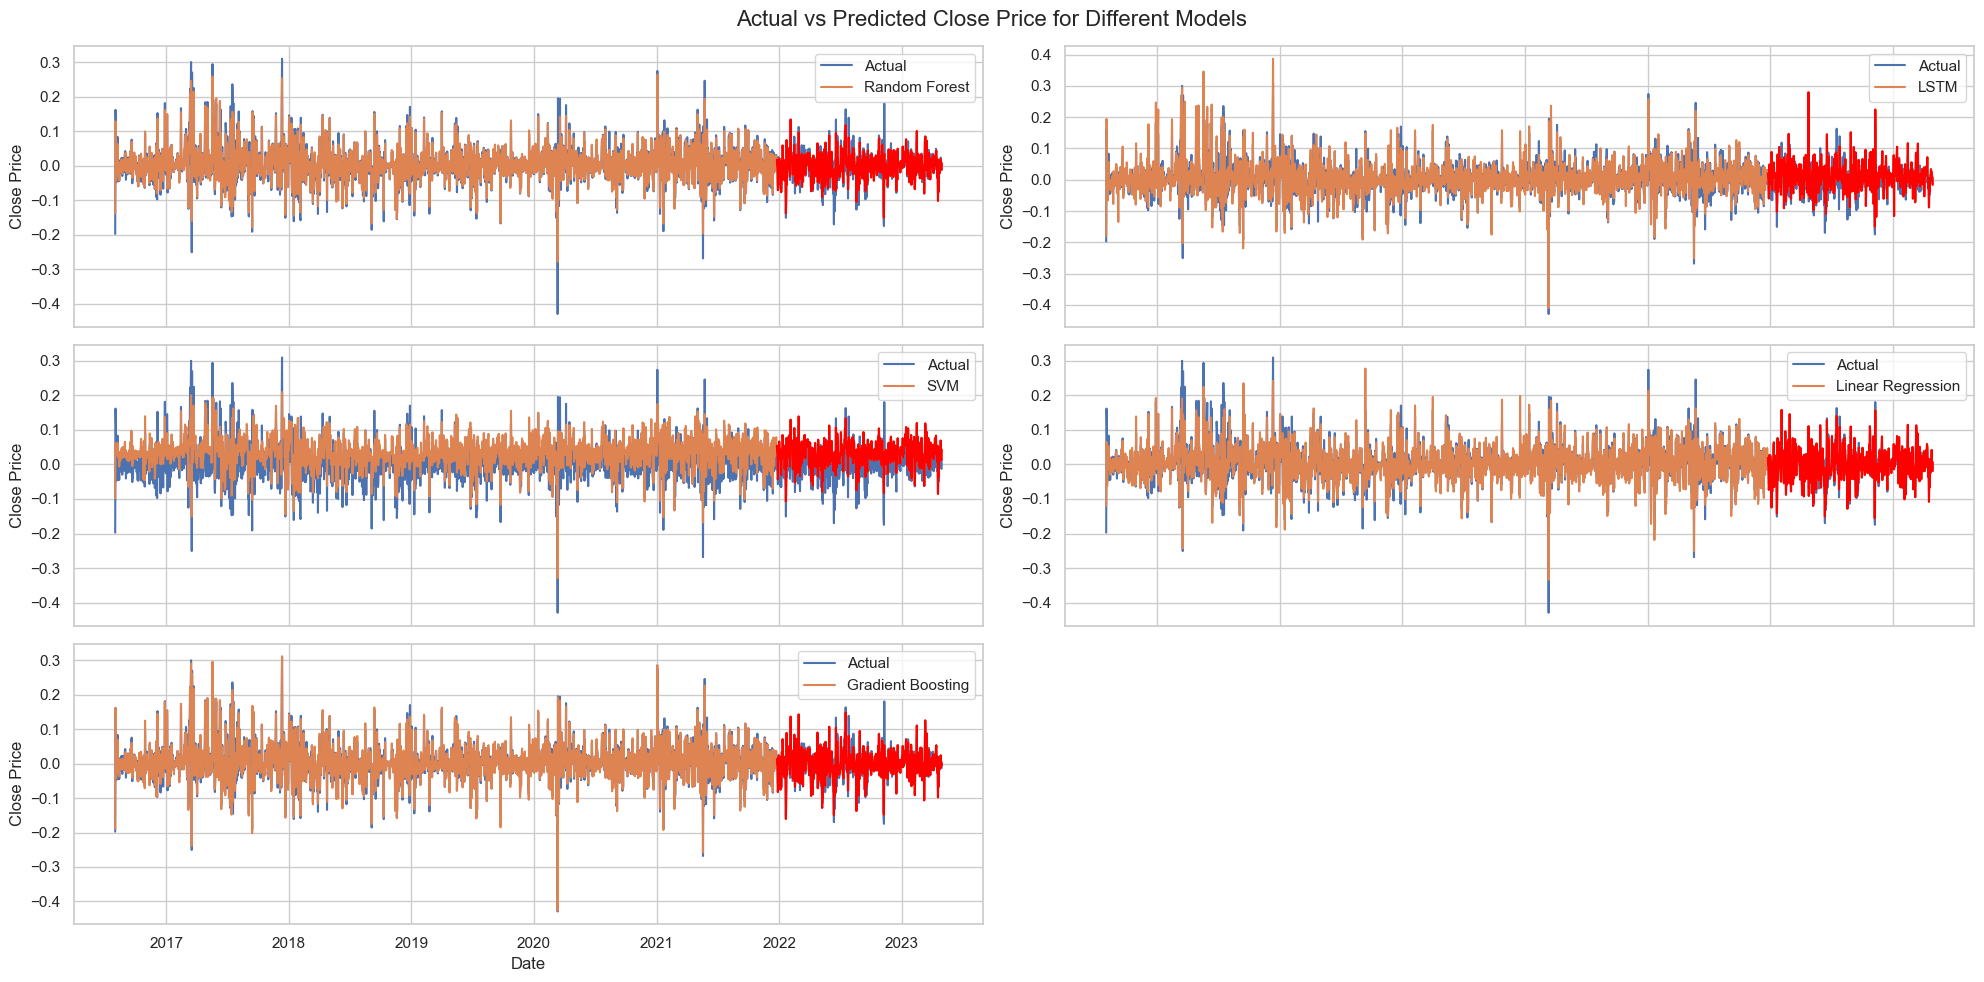 Actual vs Predicted Close Price for Different Models
Close Price
0.3
0.2
0.1
0.0
−0.1
−0.2
−0.3
−0.4
Actual
Random Forest
Close Price
0.4
0.3
0.2
0.1
0.0
−0.1
−0.2
−0.3
−0.4
Actual
LSTM
Close Price
0.3
0.2
0.1
0.0
−0.1
−0.2
−0.3
−0.4
Actual
SVM
Close Price
0.3
0.2
0.1
0.0
−0.1
−0.2
−0.3
−0.4
Actual
Linear Regression
Close Price
0.3
0.2
0.1
0.0
−0.1
−0.2
−0.3
−0.4
Actual
Gradient Boosting
2017 2018 2019 2020 2021 2022 2023
Date